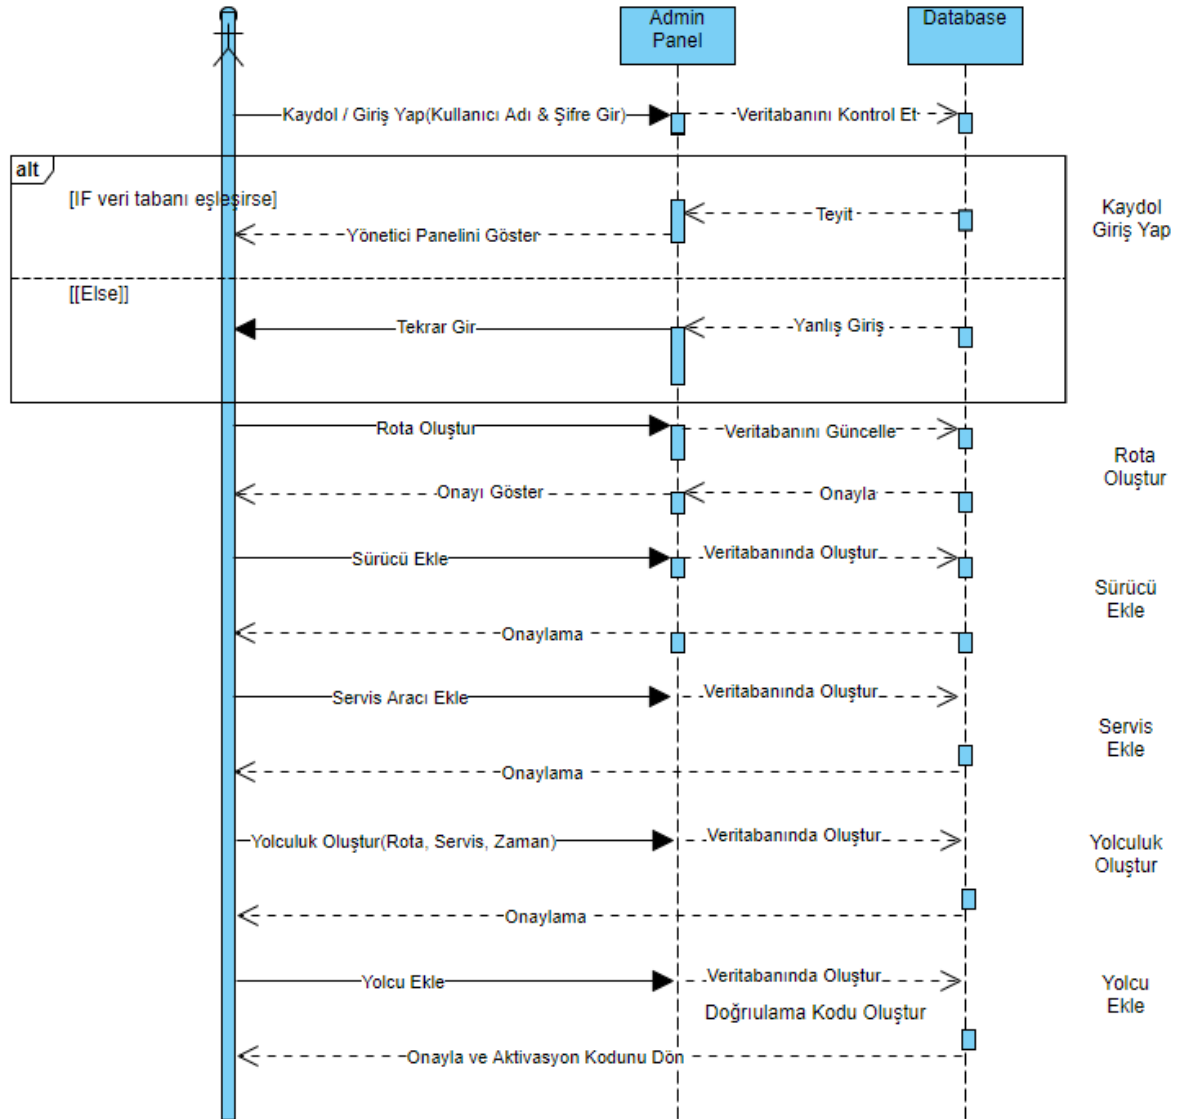 Admin
Panel
Database
Kaydol / Giriş Yap(Kullanıcı Adı & Şifre Gir)
Veritabanını Kontrol Et
alt
[IF veri tabanı eşleşirse]
Teyit
Yönetici Panelini Göster
Kaydol
Giriş Yap
[[Else]]
Tekrar Gir
Yanlış Giriş
Rota Oluştur
Veritabanını Güncelle
Onayı Göster
Onayla
Rota
Oluştur
Sürücü Ekle
Veritabanında Oluştur
Onaylama
Sürücü
Ekle
Servis Aracı Ekle
Veritabanında Oluştur
Onaylama
Servis
Ekle
Yolculuk Oluştur(Rota, Servis, Zaman)
Veritabanında Oluştur
Onaylama
Yolculuk
Oluştur
Yolcu Ekle
Veritabanında Oluştur
Doğrıulama Kodu Oluştur
Onayla ve Aktivasyon Kodunu Dön
Yolcu
Ekle